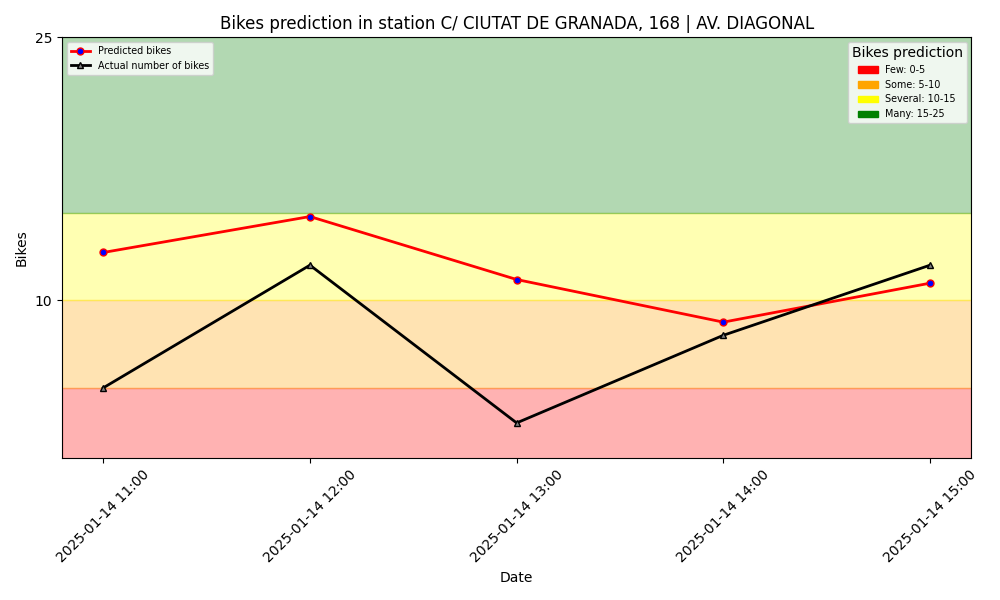 Bikes prediction in station C/ CIUTAT DE GRANADA, 168 | AV. DIAGONAL
25
Predicted bikes
Actual number of bikes
Bikes prediction
Few: 0-5
Some: 5-10
Several: 10-15
Many: 15-25
Bikes
10
2025-01-14 11:00
2025-01-14 12:00
2025-01-14 13:00
2025-01-14 14:00
2025-01-14 15:00
Date